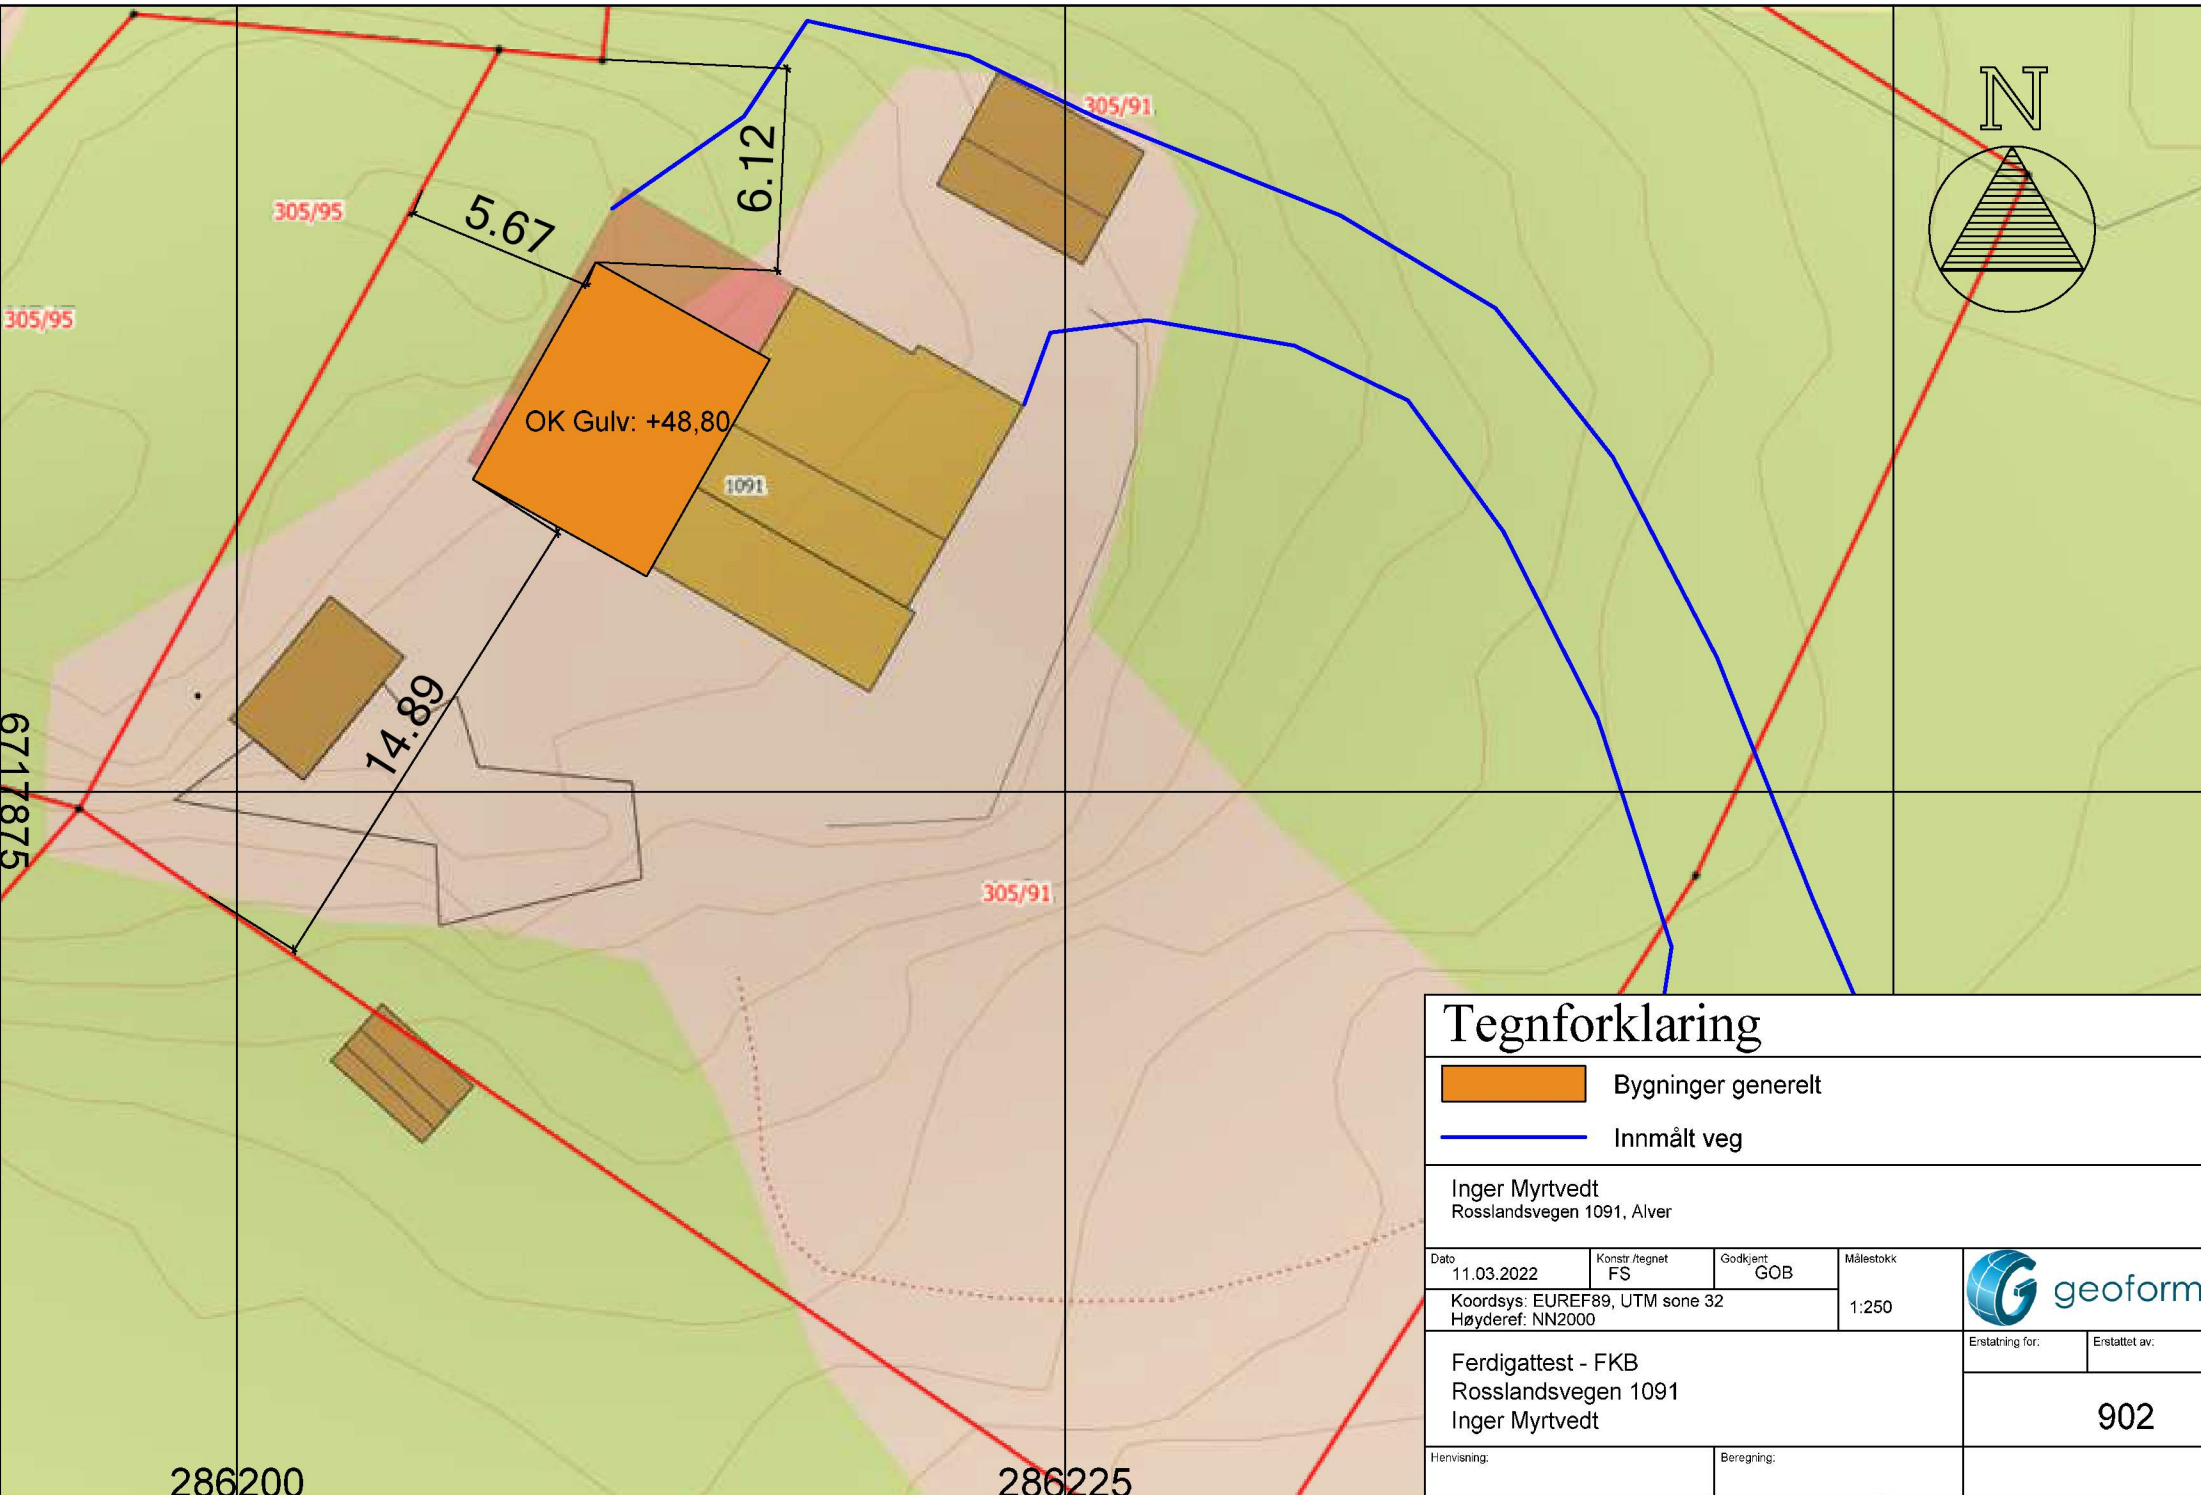 N
305/91
6.12
5.67
305/95
305/95
OK Gulv: +48,80
1091
14.89
6717875
305/91
286200
286225
Tegnforklaring
Bygninger generelt
Innmålt veg
Inger Myrtvedt
Rosslandsvegen 1091, Alver
Dato
11.03.2022
Konstr./tegnet
FS
Godkjent
GOB
Målestokk
1:250
Koordsys: EUREF89, UTM sone 32
Høyderef: NN2000
geoform
Erstatning for:
Erstattet av:
Ferdigattest - FKB
Rosslandsvegen 1091
Inger Myrtvedt
902
Henvisning:
Beregning: